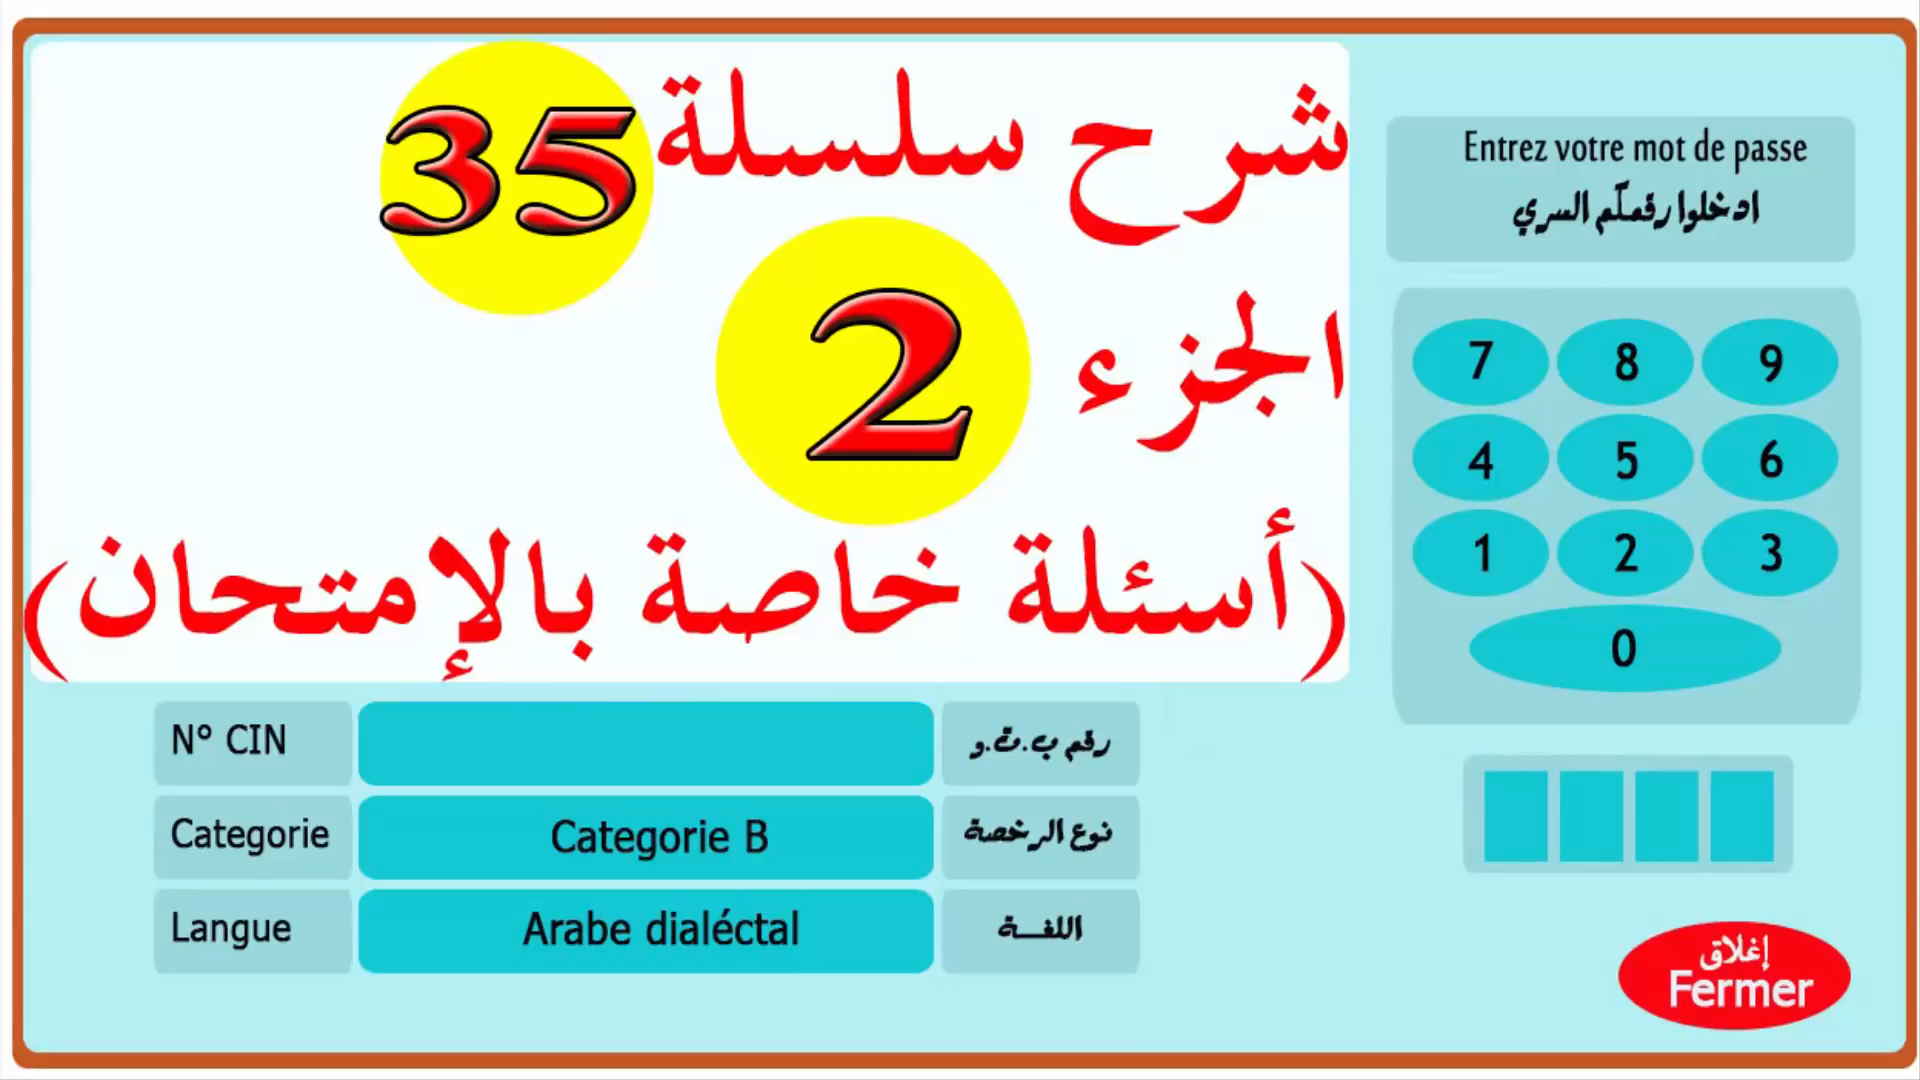 شرح سلسلة 35
الجزء 2
(أسئلة خاصة بالإمتحان)
Entrez votre mot de passe
ادخلوا رقمكم السري
7 8 9
4 5 6
1 2 3
0
N° CIN رقم ب.ت.و
Categorie Categorie B نوع الرخصة
Langue Arabe dialéctal اللغـة
إغلاق
Fermer